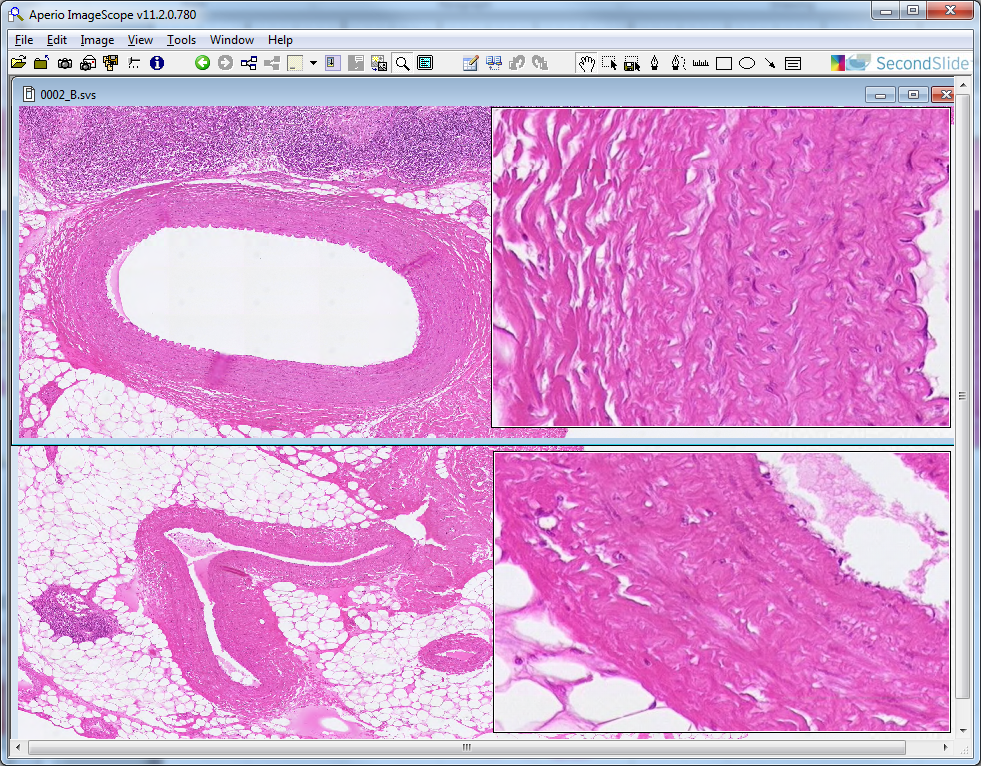 Aperio ImageScope v11.2.0.780
File Edit Image View Tools Window Help
SecondSlide
0002_B.svs